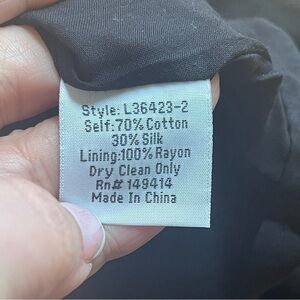 Style: L36423-2
Self:70% Cotton
30% Silk
Lining:100% Rayon
Dry Clean Only
Rn# 149414
Made In China